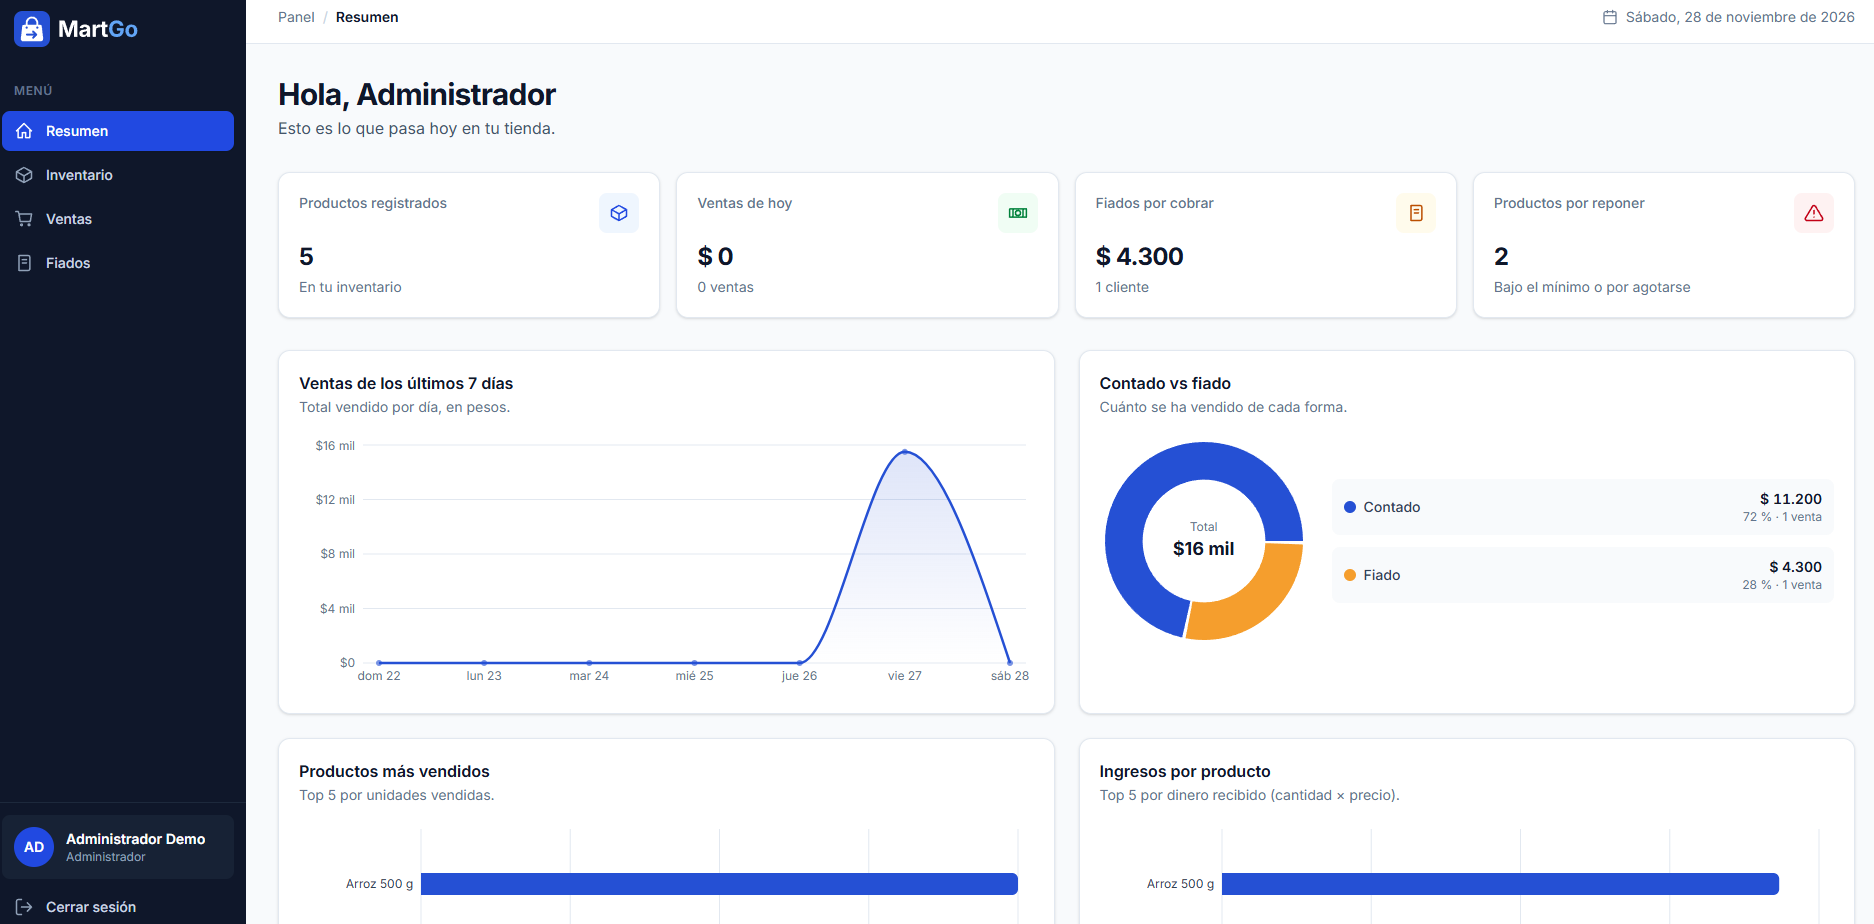 MartGo
MENÚ
Resumen
Inventario
Ventas
Fiados
AD
Administrador Demo
Administrador
Cerrar sesión
Panel / Resumen
Sábado, 28 de noviembre de 2026
Hola, Administrador
Esto es lo que pasa hoy en tu tienda.
Productos registrados
5
En tu inventario
Ventas de hoy
$ 0
0 ventas
Fiados por cobrar
$ 4.300
1 cliente
Productos por reponer
2
Bajo el mínimo o por agotarse
Ventas de los últimos 7 días
Total vendido por día, en pesos.
$16 mil
$12 mil
$8 mil
$4 mil
$0
dom 22 lun 23 mar 24 mié 25 jue 26 vie 27 sáb 28
Contado vs fiado
Cuánto se ha vendido de cada forma.
Total
$16 mil
Contado
$ 11.200
72 % · 1 venta
Fiado
$ 4.300
28 % · 1 venta
Productos más vendidos
Top 5 por unidades vendidas.
Arroz 500 g
Ingresos por producto
Top 5 por dinero recibido (cantidad × precio).
Arroz 500 g